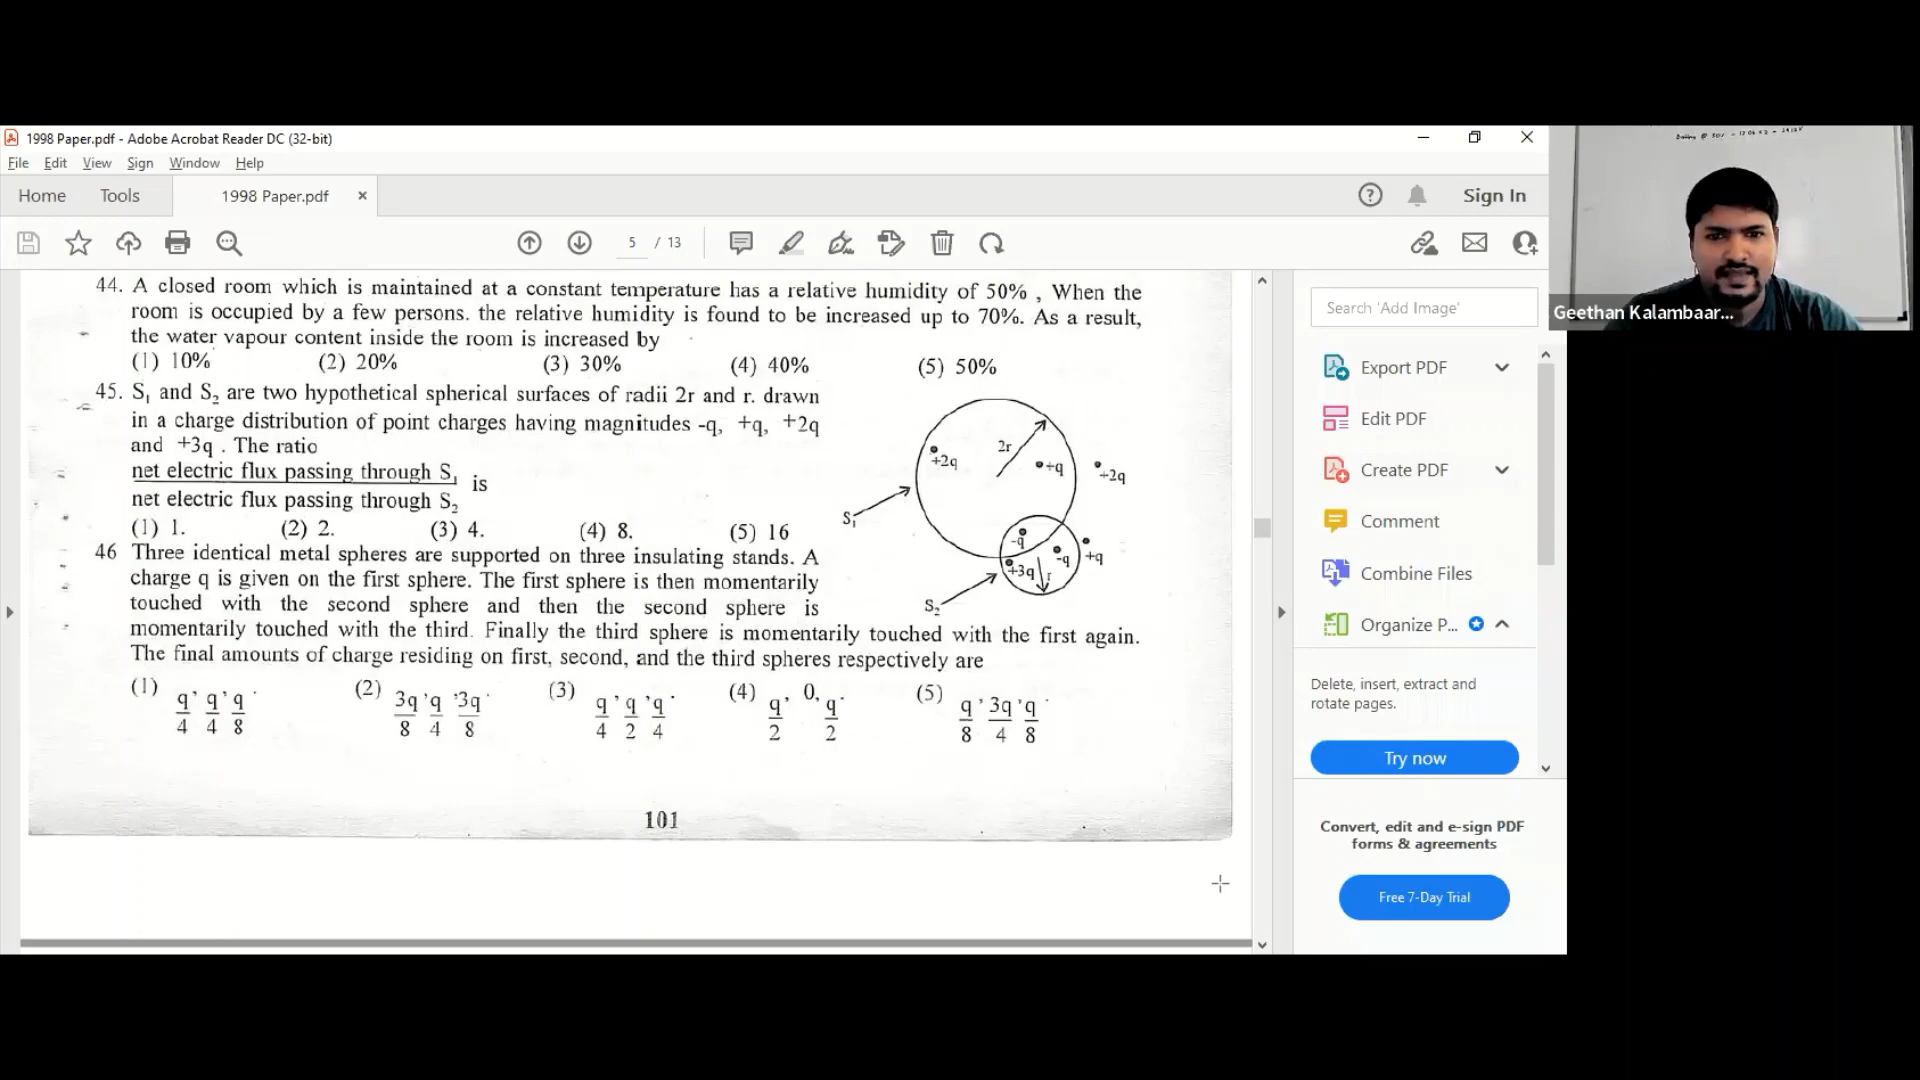 1998 Paper.pdf - Adobe Acrobat Reader DC (32-bit)
File Edit View Sign Window Help
Home Tools 1998 Paper.pdf × Sign In
5 / 13
44. A closed room which is maintained at a constant temperature has a relative humidity of 50% , When the
room is occupied by a few persons. the relative humidity is found to be increased up to 70%. As a result,
the water vapour content inside the room is increased by
(1) 10% (2) 20% (3) 30% (4) 40% (5) 50%
45. S₁ and S₂ are two hypothetical spherical surfaces of radii 2r and r. drawn
in a charge distribution of point charges having magnitudes -q, +q, +2q
and +3q . The ratio
net electric flux passing through S₁
is
net electric flux passing through S₂
(1) 1. (2) 2. (3) 4. (4) 8. (5) 16
2r
+2q
+q
+2q
S₁
-q
-q
+q
+3q
r
S₂
46 Three identical metal spheres are supported on three insulating stands. A
charge q is given on the first sphere. The first sphere is then momentarily
touched with the second sphere and then the second sphere is
momentarily touched with the third. Finally the third sphere is momentarily touched with the first again.
The final amounts of charge residing on first, second, and the third spheres respectively are
(1) q/4, q/4, q/8. (2) 3q/8, q/4, 3q/8. (3) q/4, q/2, q/4. (4) q/2, 0, q/2. (5) q/8, 3q/4, q/8.
101
Search 'Add Image'
Export PDF
Edit PDF
Create PDF
Comment
Combine Files
Organize P...
Delete, insert, extract and
rotate pages.
Try now
Convert, edit and e-sign PDF
forms & agreements
Free 7-Day Trial
Geethan Kalambaar...